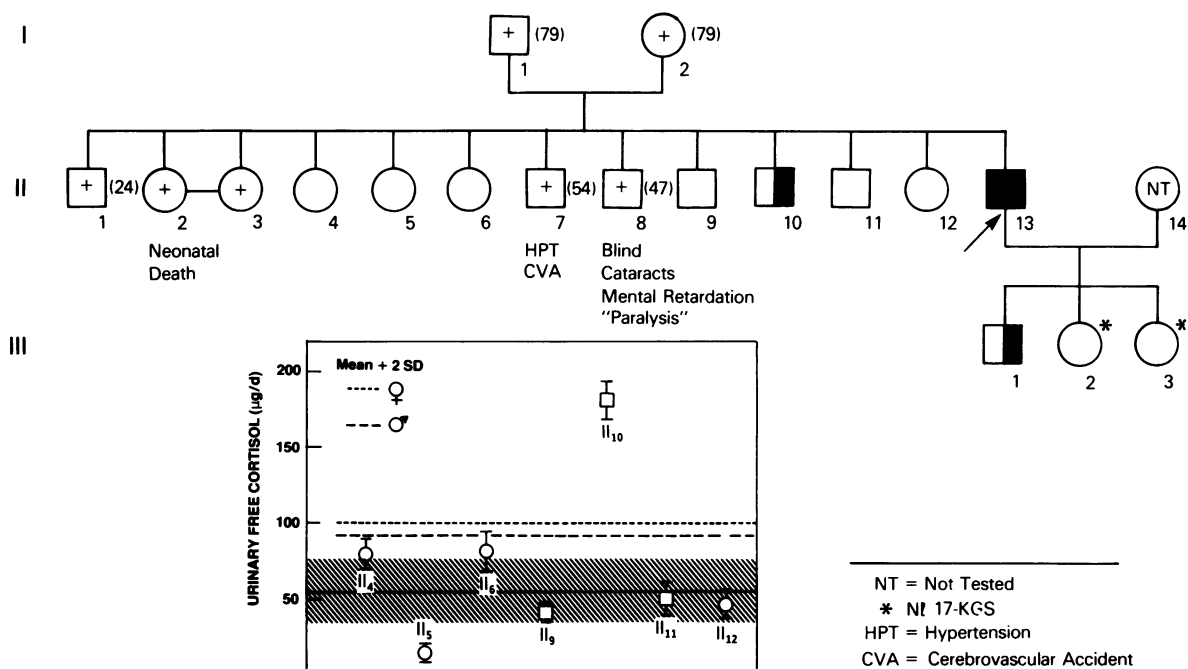 I
+ (79)
+ (79)
1
2
II
+ (24)
+
+
+ (54)
+ (47)
NT
1
2
3
4
5
6
7
8
9
10
11
12
13
14
Neonatal
Death
HPT
CVA
Blind
Cataracts
Mental Retardation
"Paralysis"
III
*
*
1
2
3
URINARY FREE CORTISOL (µg/d)
200
150
100
50
Mean + 2 SD
♀
♂
II10
II4
II6
II5
II9
II11
II12
NT = Not Tested
* Nl 17-KGS
HPT = Hypertension
CVA = Cerebrovascular Accident